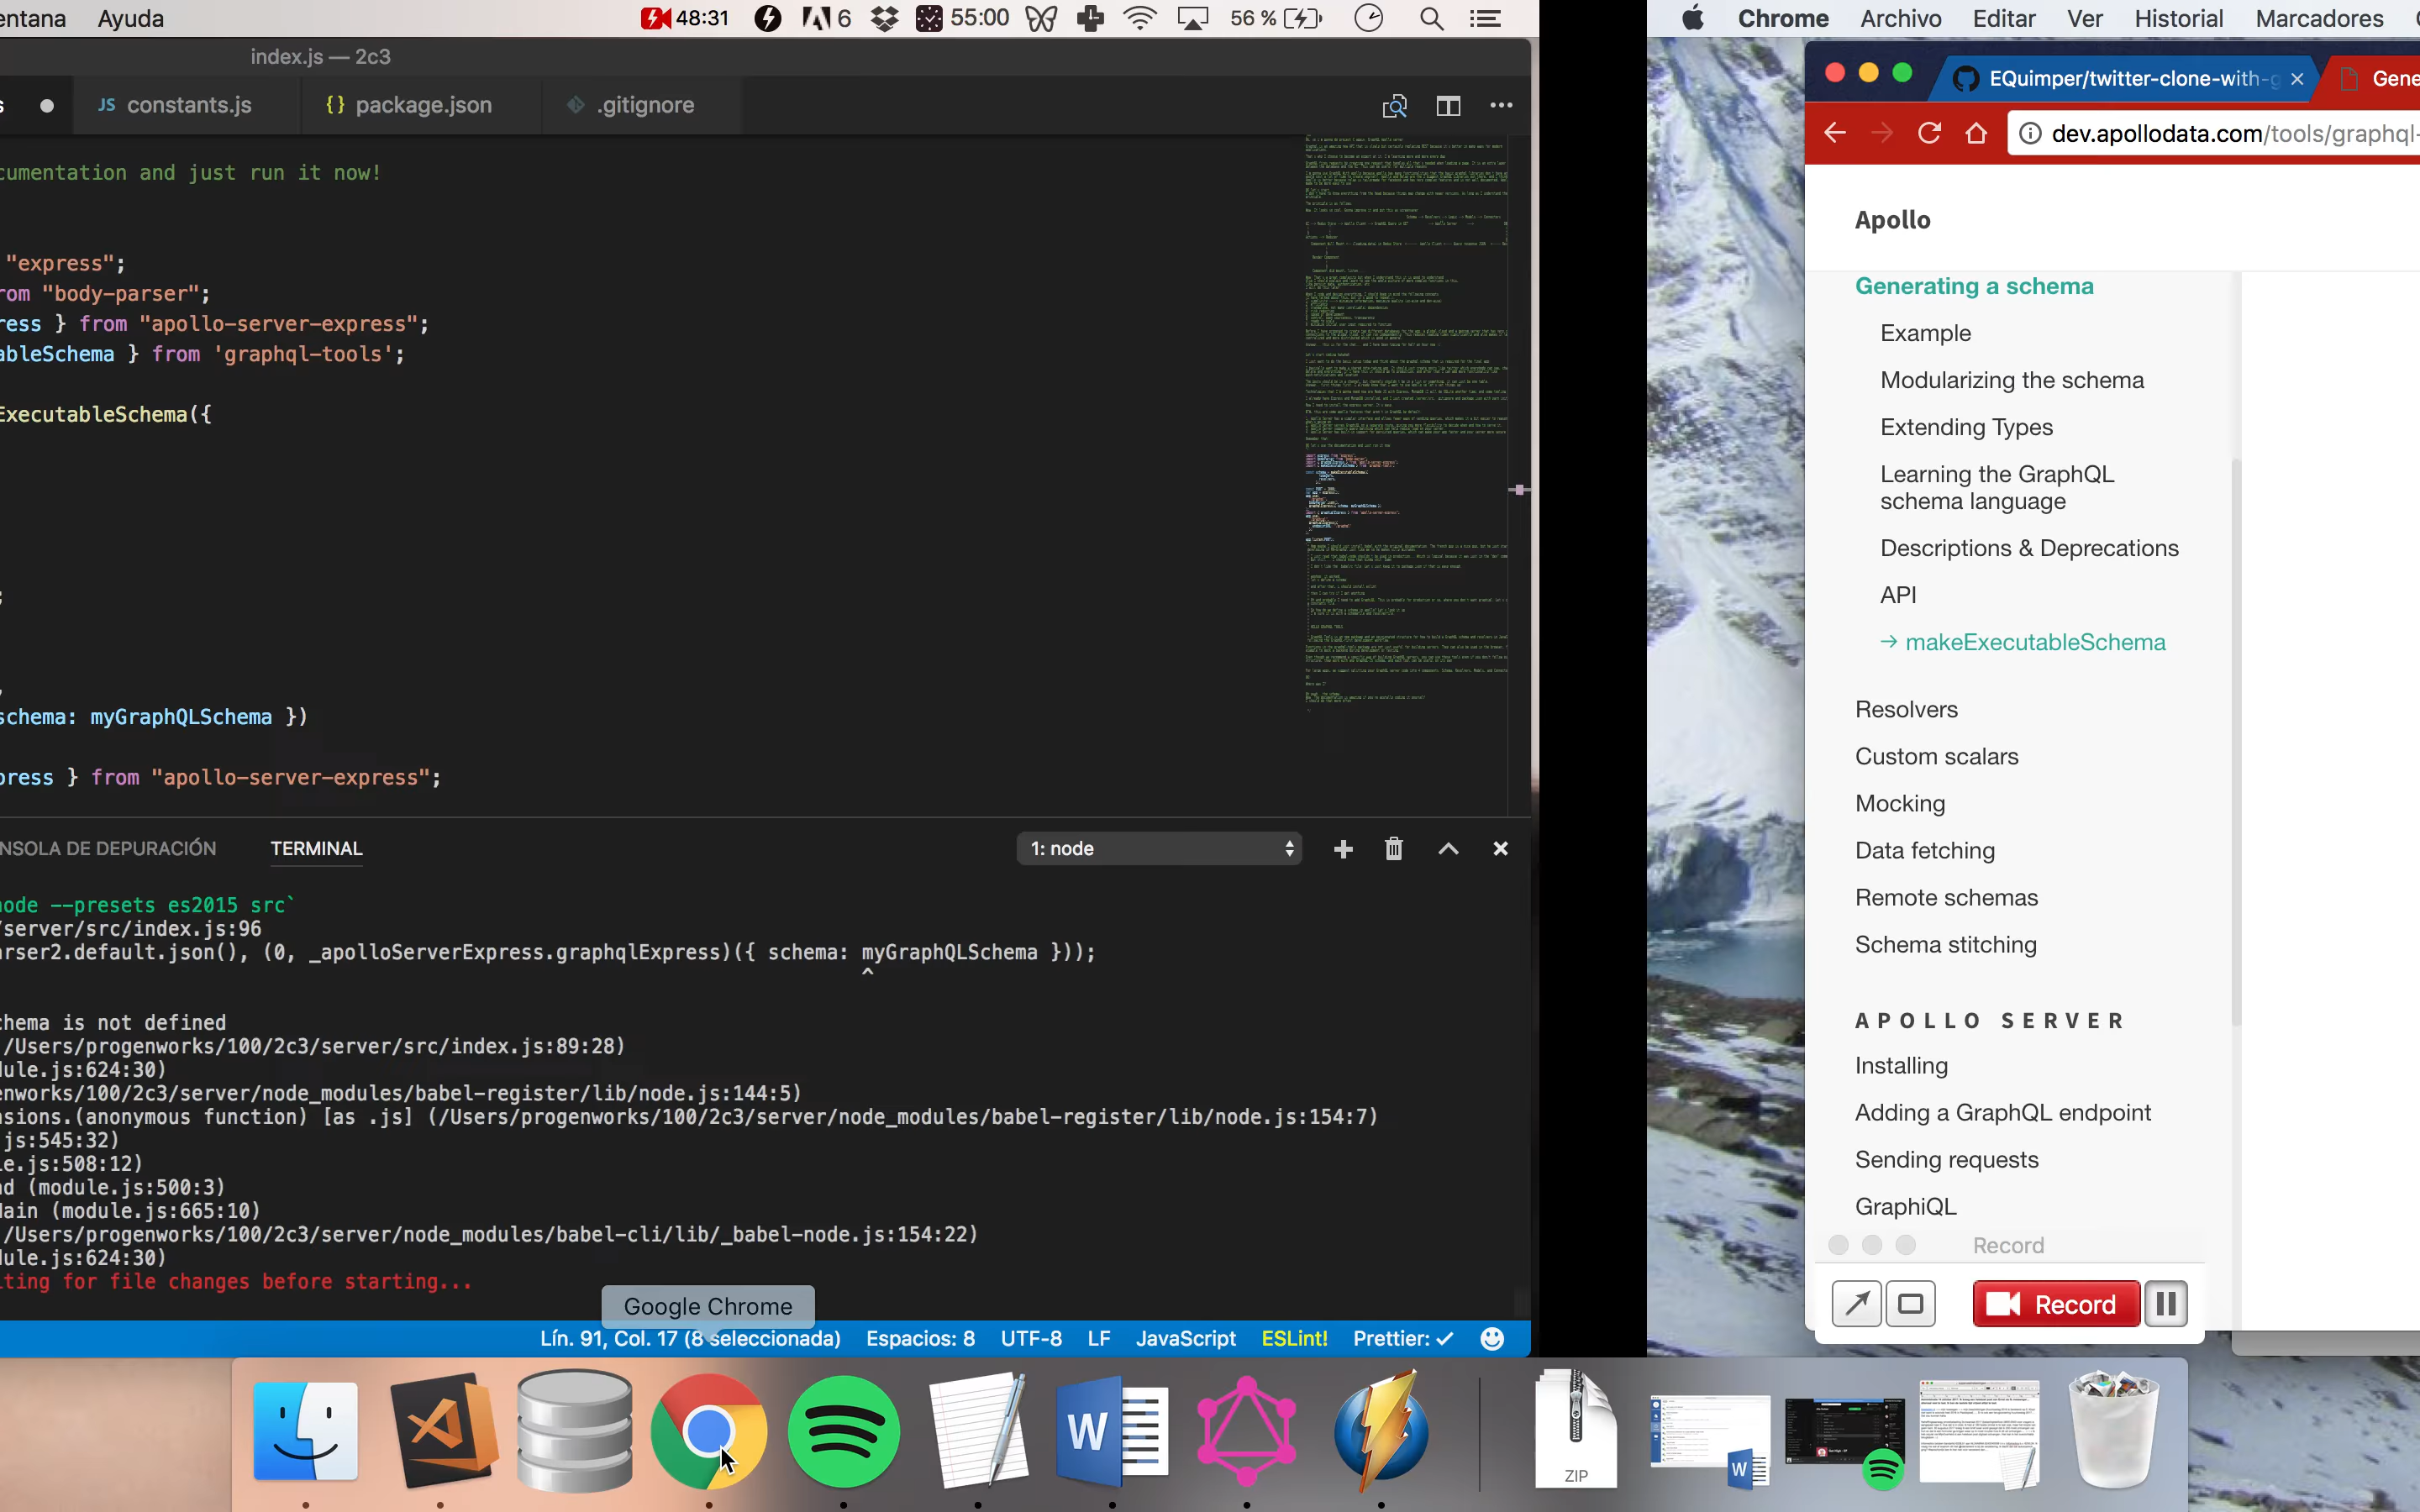 entana Ayuda 48:31 6 55:00 56 %
Chrome Archivo Editar Ver Historial Marcadores
index.js — 2c3
s JS constants.js {} package.json .gitignore
cumentation and just run it now!
"express";
rom "body-parser";
ress } from "apollo-server-express";
ableSchema } from 'graphql-tools';
ExecutableSchema({
;
,
schema: myGraphQLSchema })
press } from "apollo-server-express";
NSOLA DE DEPURACIÓN TERMINAL 1: node
node --presets es2015 src`
/server/src/index.js:96
arser2.default.json(), (0, _apolloServerExpress.graphqlExpress)({ schema: myGraphQLSchema }));
^
chema is not defined
/Users/progenworks/100/2c3/server/src/index.js:89:28)
dule.js:624:30)
enworks/100/2c3/server/node_modules/babel-register/lib/node.js:144:5)
nsions.(anonymous function) [as .js] (/Users/progenworks/100/2c3/server/node_modules/babel-register/lib/node.js:154:7)
js:545:32)
le.js:508:12)
ad (module.js:500:3)
Main (module.js:665:10)
/Users/progenworks/100/2c3/server/node_modules/babel-cli/lib/_babel-node.js:154:22)
dule.js:624:30)
iting for file changes before starting...
Google Chrome
Lín. 91, Col. 17 (8 seleccionada) Espacios: 8 UTF-8 LF JavaScript ESLint! Prettier: ✓
EQuimper/twitter-clone-with-g Gene
dev.apollodata.com/tools/graphql-
Apollo
Generating a schema
Example
Modularizing the schema
Extending Types
Learning the GraphQL
schema language
Descriptions & Deprecations
API
→ makeExecutableSchema
Resolvers
Custom scalars
Mocking
Data fetching
Remote schemas
Schema stitching
APOLLO SERVER
Installing
Adding a GraphQL endpoint
Sending requests
GraphiQL
Record
Record
W
ZIP
W